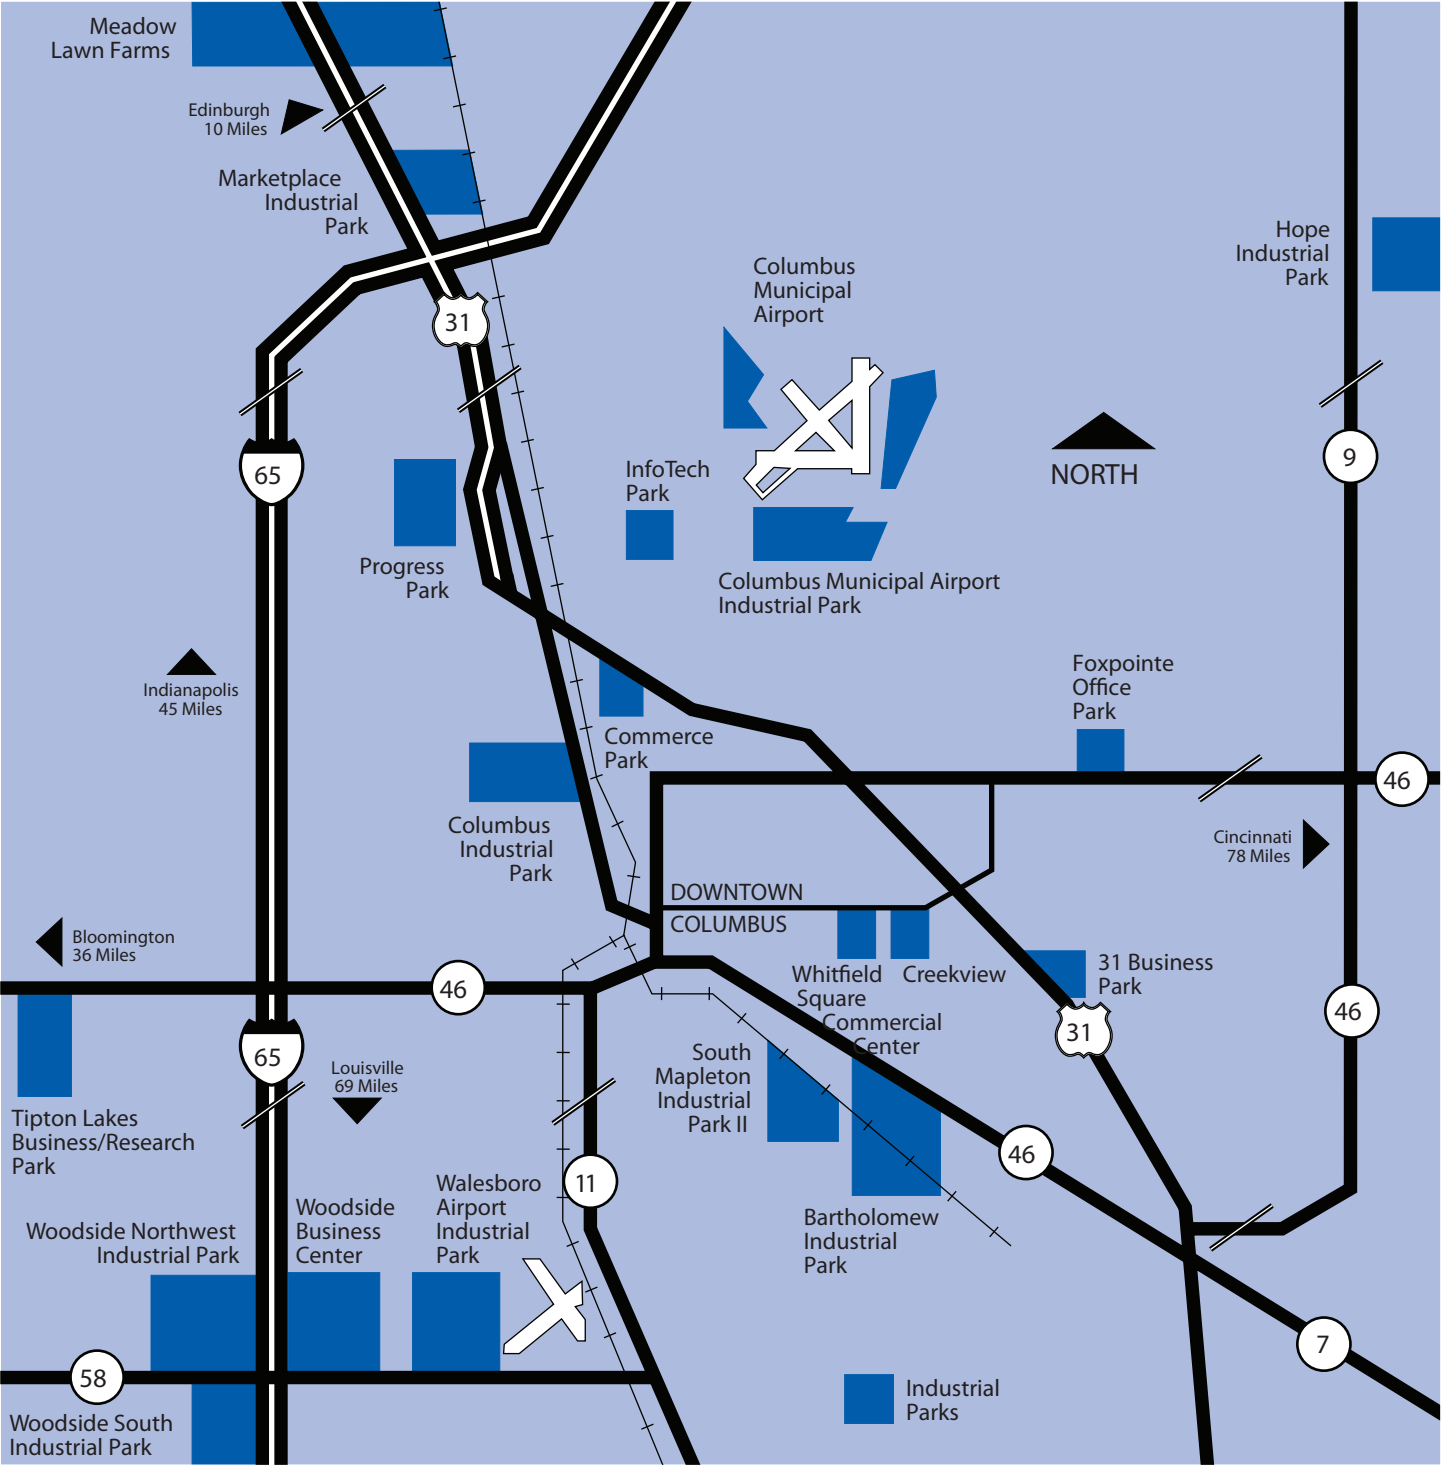 Meadow
Lawn Farms
Edinburgh
10 Miles
Marketplace
Industrial
Park
Hope
Industrial
Park
Columbus
Municipal
Airport
31
65
InfoTech
Park
NORTH
9
Progress
Park
Columbus Municipal Airport
Industrial Park
Indianapolis
45 Miles
Foxpointe
Office
Park
Commerce
Park
46
Columbus
Industrial
Park
Cincinnati
78 Miles
DOWNTOWN
COLUMBUS
Bloomington
36 Miles
Whitfield
Square
Commercial
Center
Creekview
31 Business
Park
46
46
31
65
Louisville
69 Miles
South
Mapleton
Industrial
Park II
Tipton Lakes
Business/Research
Park
46
11
Walesboro
Airport
Industrial
Park
Woodside
Business
Center
Woodside Northwest
Industrial Park
Bartholomew
Industrial
Park
7
58
Industrial
Parks
Woodside South
Industrial Park